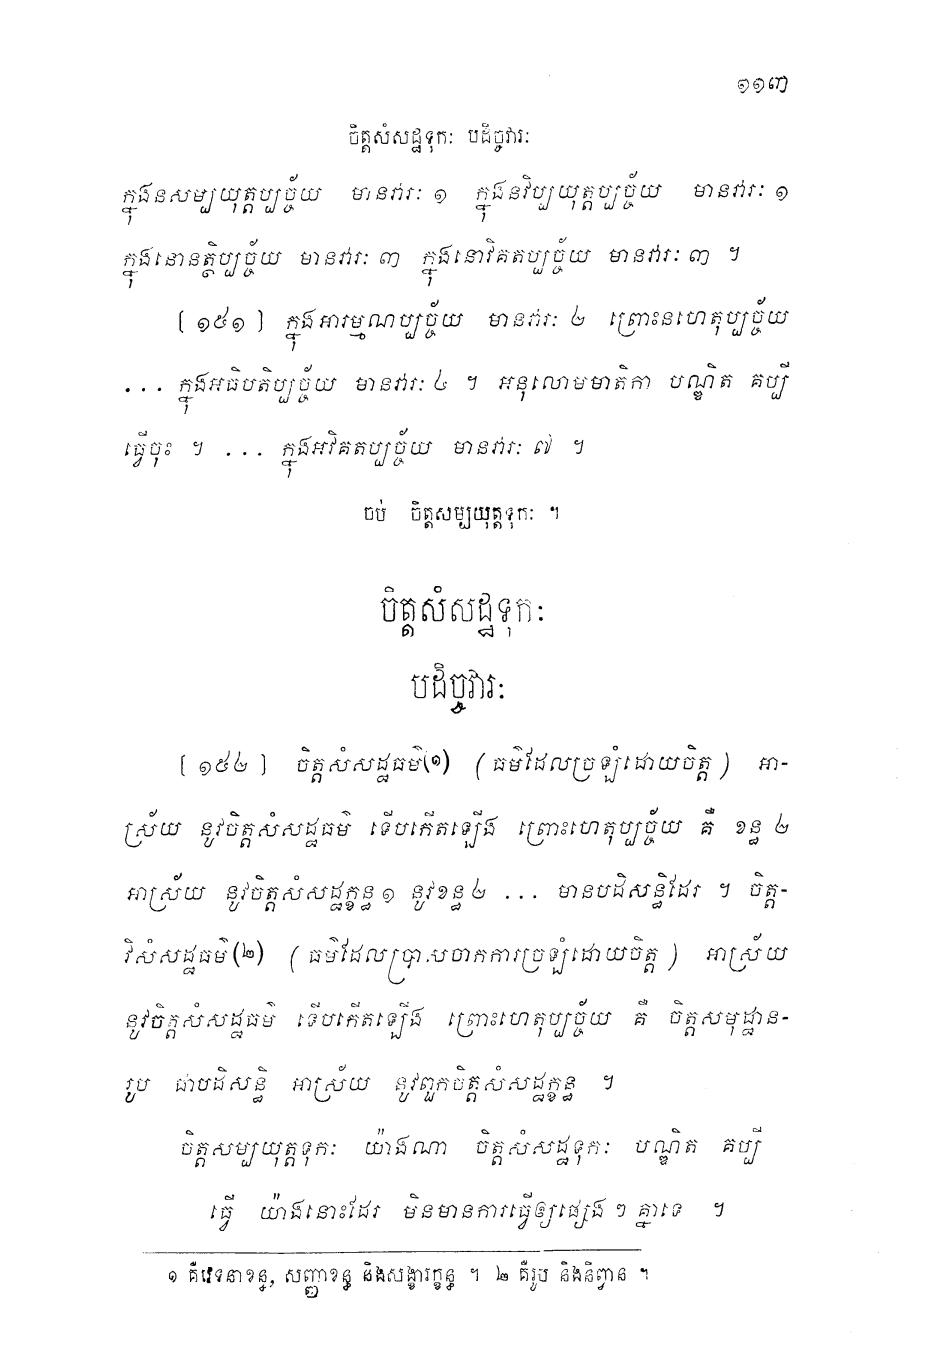 ១១៣
ចិត្តសំសដ្ឋទុកៈ បដិច្ចវារៈ
ក្នុងនសម្បយុត្តប្បច្ច័យ មានវារៈ ១ ក្នុងនវិប្បយុត្តប្បច្ច័យ មានវារៈ ១
ក្នុងនោនត្ថិប្បច្ច័យ មានវារៈ ៣ ក្នុងនោវិគតប្បច្ច័យ មានវារៈ ៣ ។
[ ១៥១ ] ក្នុងអារម្មណប្បច្ច័យ មានវារៈ ២ ព្រោះនហេតុប្បច្ច័យ
... ក្នុងអធិបតិប្បច្ច័យ មានវារៈ ៤ ។ អនុលោមមាតិកា បណ្ឌិត គប្បី
ធ្វើចុះ ។ ... ក្នុងអវិគតប្បច្ច័យ មានវារៈ ៧ ។
ចប់ ចិត្តសម្បយុត្តទុកៈ ។
ចិត្តសំសដ្ឋទុកៈ
បដិច្ចវារៈ
[ ១៥២ ] ចិត្តសំសដ្ឋធម៌(១) ( ធម៌ដែលច្រឡំដោយចិត្ត ) អា-
ស្រ័យ នូវចិត្តសំសដ្ឋធម៌ ទើបកើតឡើង ព្រោះហេតុប្បច្ច័យ គឺ ខន្ធ ២
អាស្រ័យ នូវចិត្តសំសដ្ឋក្ខន្ធ ១ នូវខន្ធ ២ ... មានបដិសន្ធិដែរ ។ ចិត្ត-
វិសំសដ្ឋធម៌(២) ( ធម៌ដែលប្រាសចាកការច្រឡំដោយចិត្ត ) អាស្រ័យ
នូវចិត្តសំសដ្ឋធម៌ ទើបកើតឡើង ព្រោះហេតុប្បច្ច័យ គឺ ចិត្តសមុដ្ឋាន-
រូប ជាបដិសន្ធិ អាស្រ័យ នូវពួកចិត្តសំសដ្ឋក្ខន្ធ ។
ចិត្តសម្បយុត្តទុកៈ យ៉ាងណា ចិត្តសំសដ្ឋទុកៈ បណ្ឌិត គប្បី
ធ្វើ យ៉ាងនោះដែរ មិនមានការធ្វើឲ្យផ្សេង ៗ គ្នាទេ ។
១ គឺវេទនាខន្ធ, សញ្ញាខន្ធ និងសង្ខារក្ខន្ធ ។ ២ គឺរូប និងនិព្វាន ។